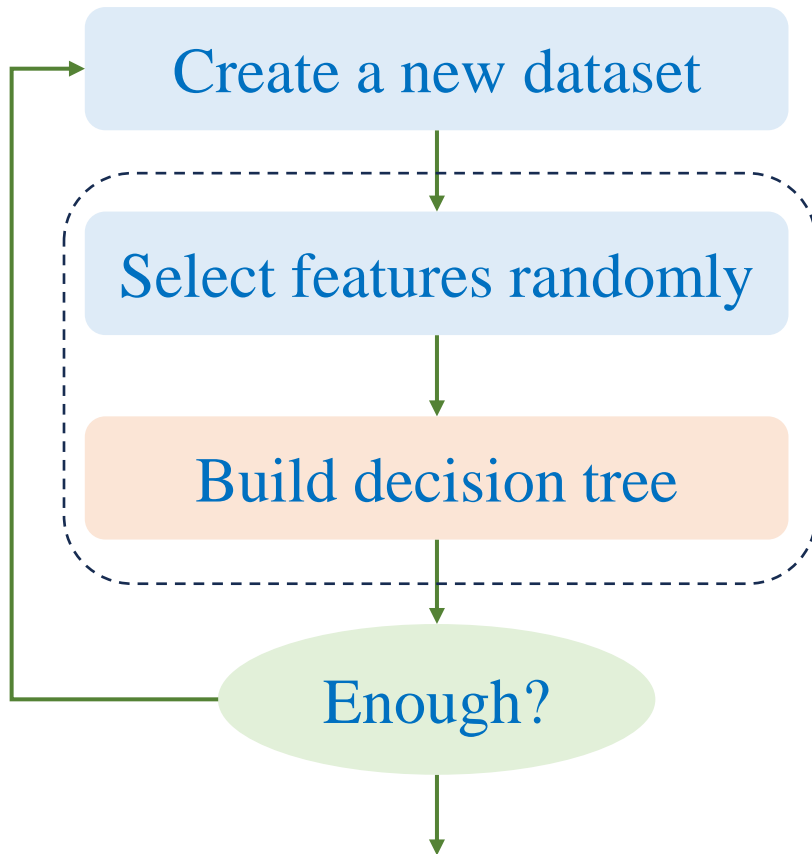 Create a new dataset
Select features randomly
Build decision tree
Enough?